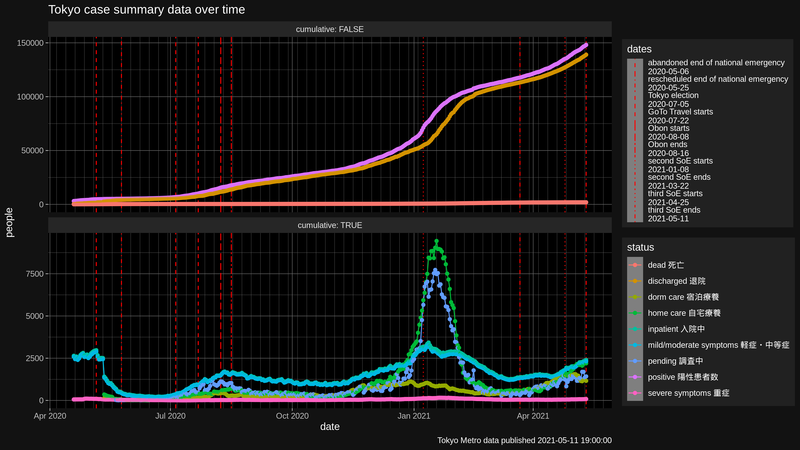 Tokyo case summary data over time
cumulative: FALSE
150000
100000
50000
0
cumulative: TRUE
7500
5000
2500
0
people
Apr 2020
Jul 2020
Oct 2020
Jan 2021
Apr 2021
date
dates
abandoned end of national emergency
2020-05-06
rescheduled end of national emergency
2020-05-25
Tokyo election
2020-07-05
GoTo Travel starts
2020-07-22
Obon starts
2020-08-08
Obon ends
2020-08-16
second SoE starts
2021-01-08
second SoE ends
2021-03-22
third SoE starts
2021-04-25
third SoE ends
2021-05-11
status
dead 死亡
discharged 退院
dorm care 宿泊療養
home care 自宅療養
inpatient 入院中
mild/moderate symptoms 軽症・中等症
pending 調査中
positive 陽性患者数
severe symptoms 重症
Tokyo Metro data published 2021-05-11 19:00:00